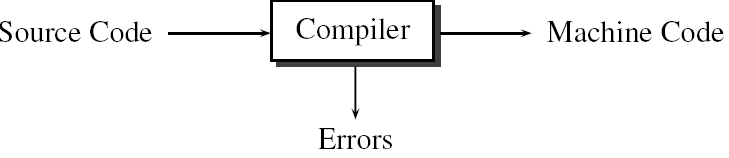 Source Code
Compiler
Machine Code
Errors